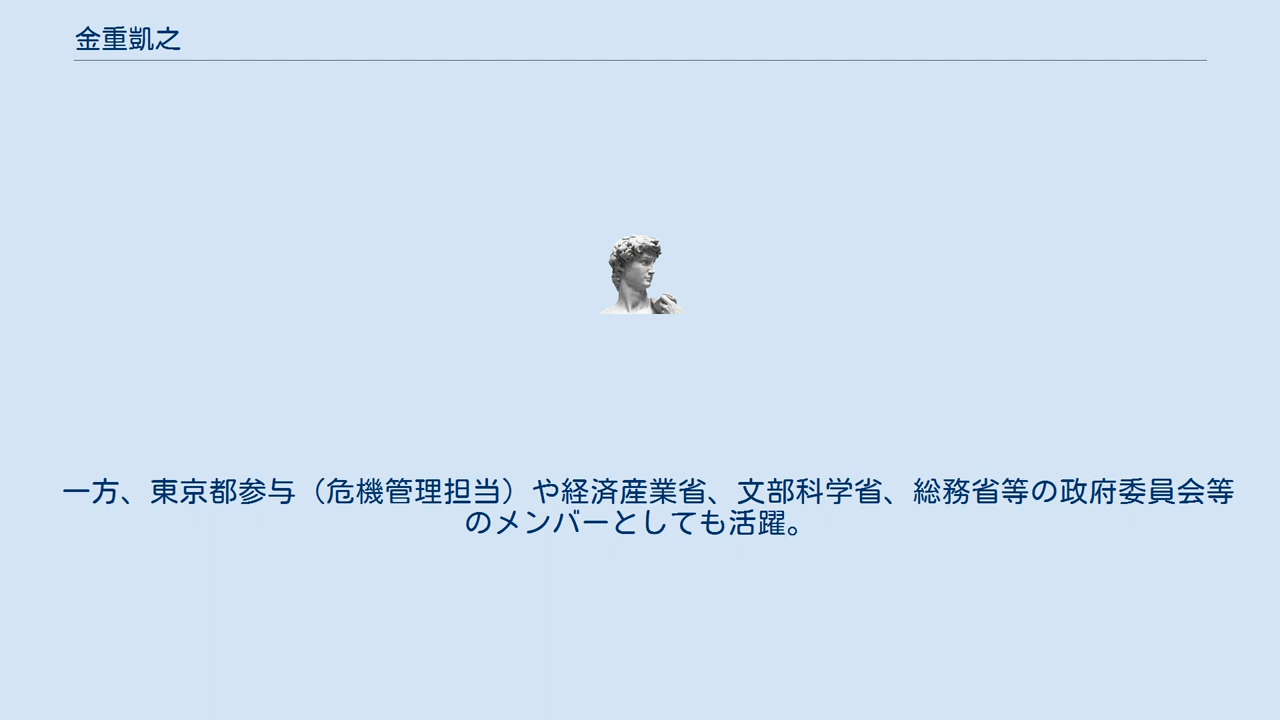 金重凱之
一方、東京都参与（危機管理担当）や経済産業省、文部科学省、総務省等の政府委員会等
のメンバーとしても活躍。